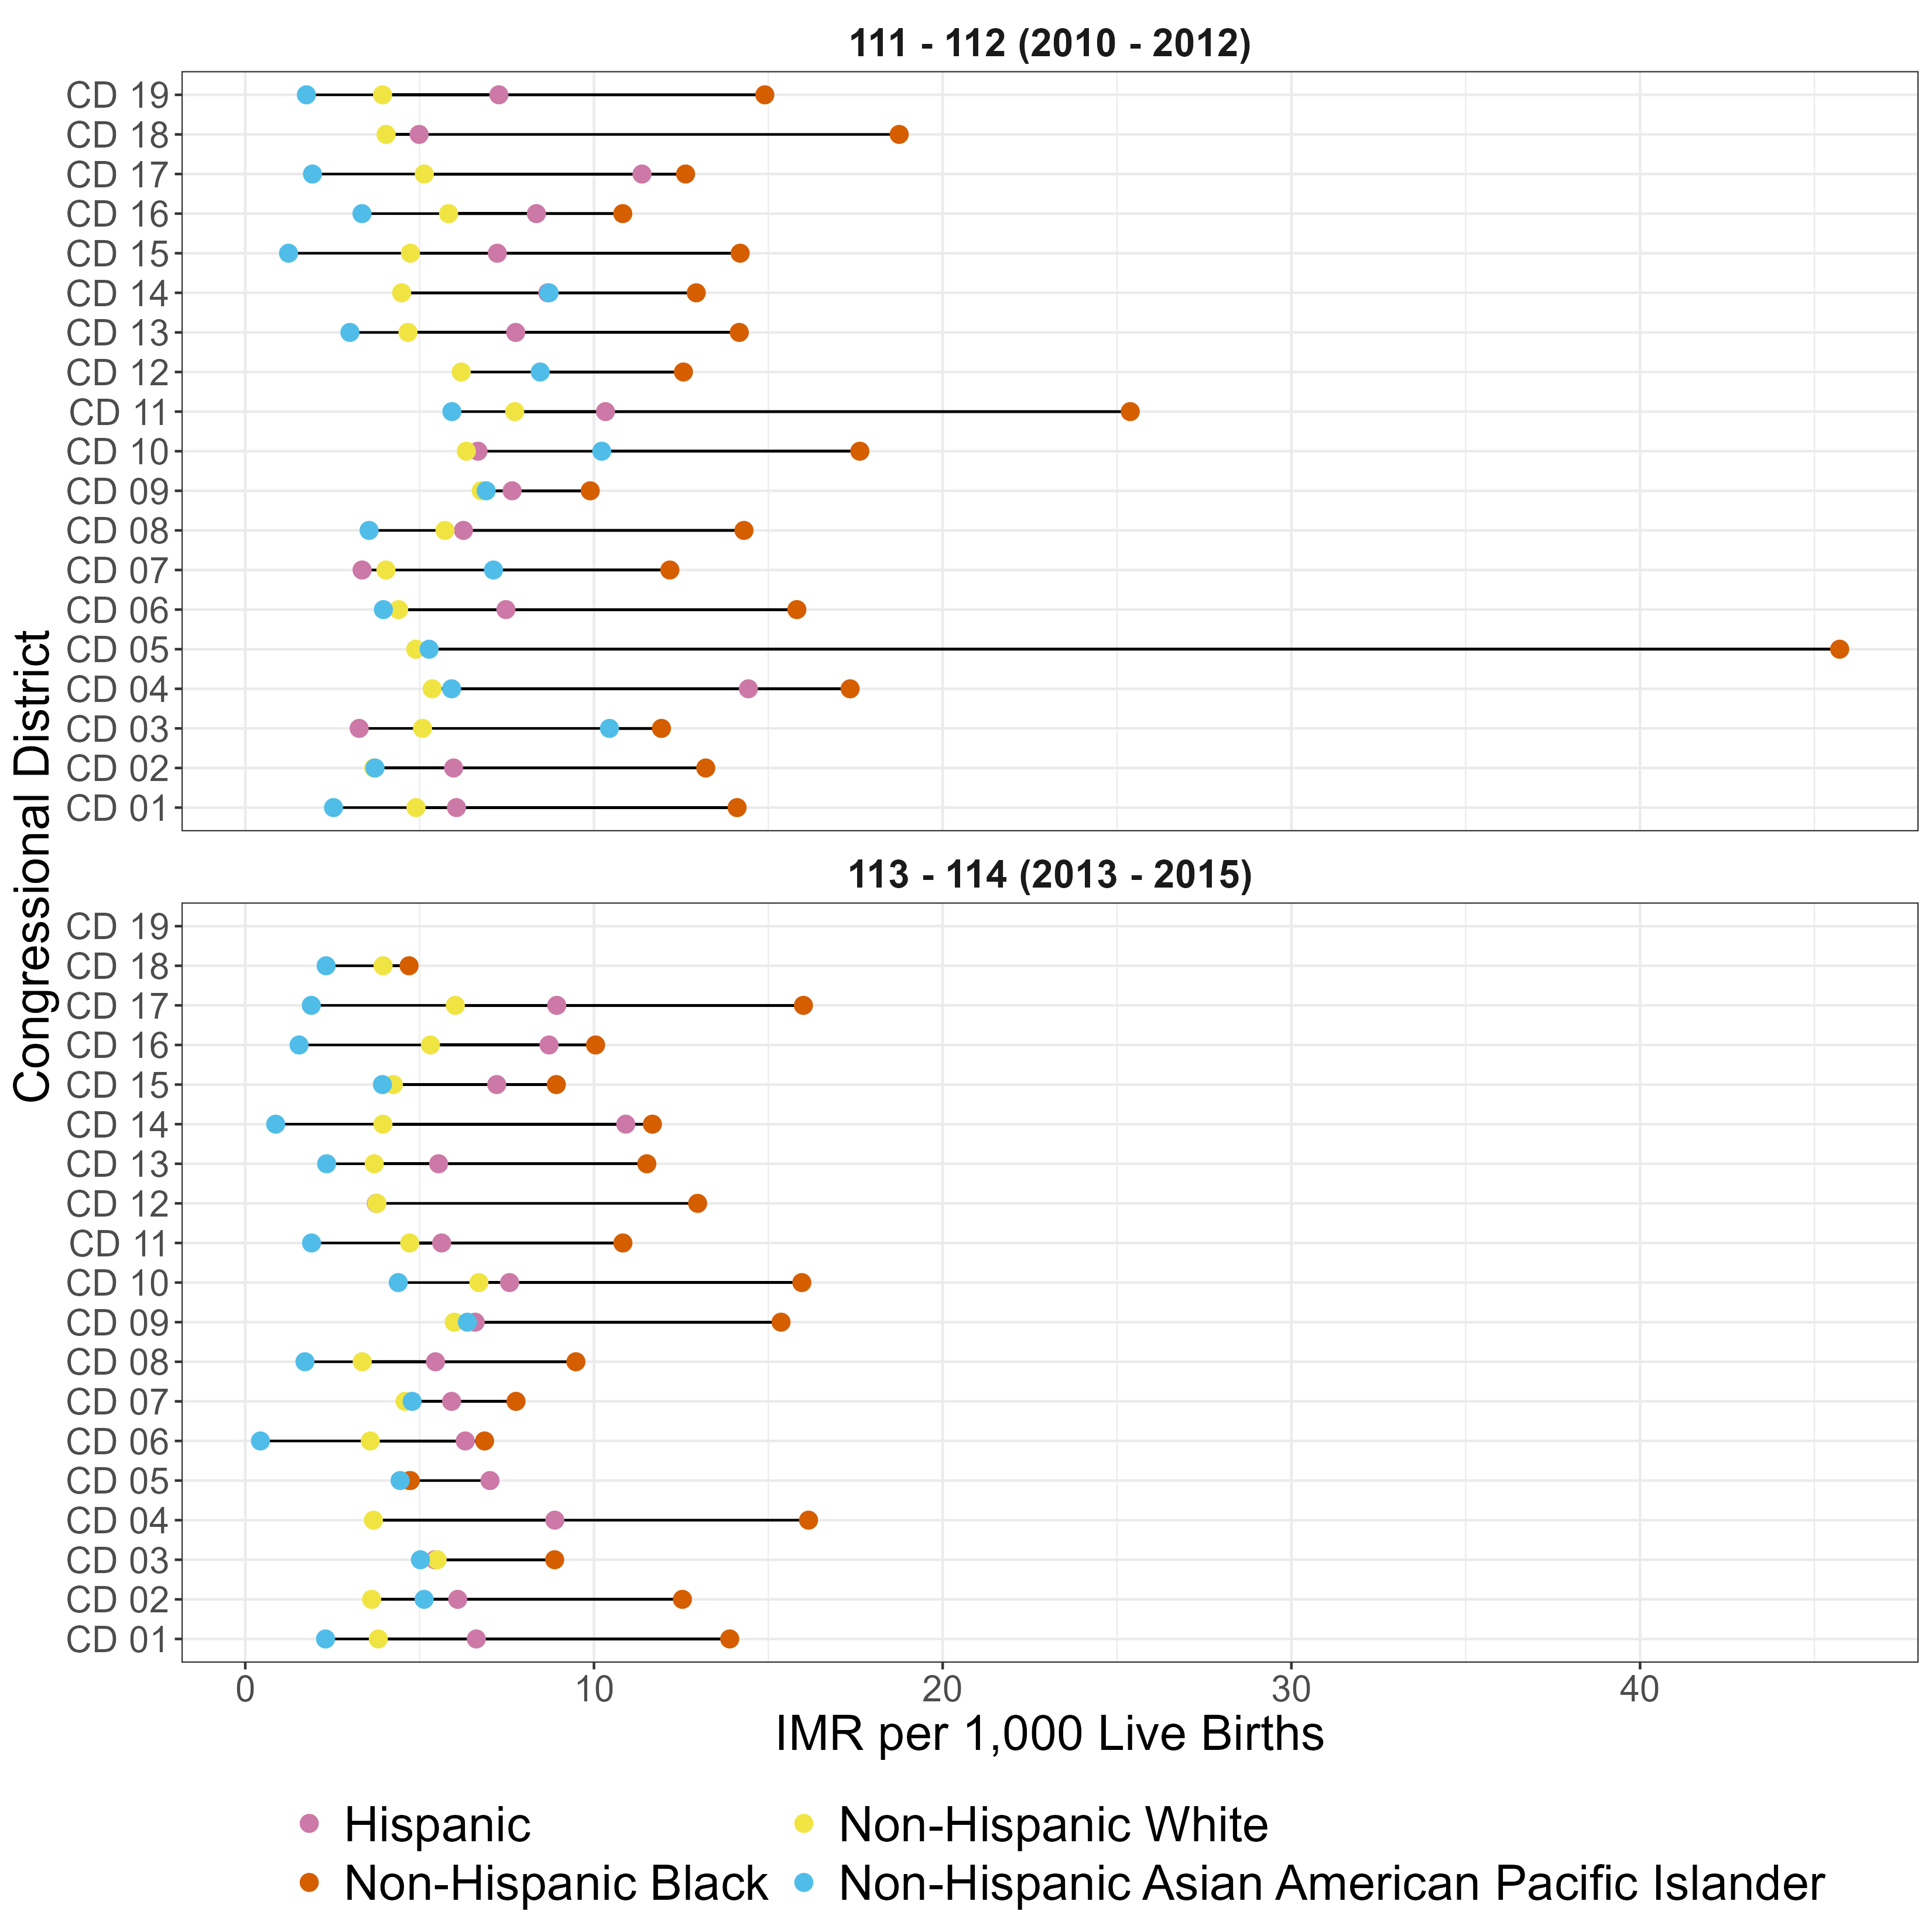 111 - 112 (2010 - 2012)
CD 19
CD 18
CD 17
CD 16
CD 15
CD 14
CD 13
CD 12
CD 11
CD 10
CD 09
CD 08
CD 07
CD 06
CD 05
CD 04
CD 03
CD 02
CD 01
Congressional District
113 - 114 (2013 - 2015)
CD 19
CD 18
CD 17
CD 16
CD 15
CD 14
CD 13
CD 12
CD 11
CD 10
CD 09
CD 08
CD 07
CD 06
CD 05
CD 04
CD 03
CD 02
CD 01
0 10 20 30 40
IMR per 1,000 Live Births
Hispanic Non-Hispanic White
Non-Hispanic Black Non-Hispanic Asian American Pacific Islander